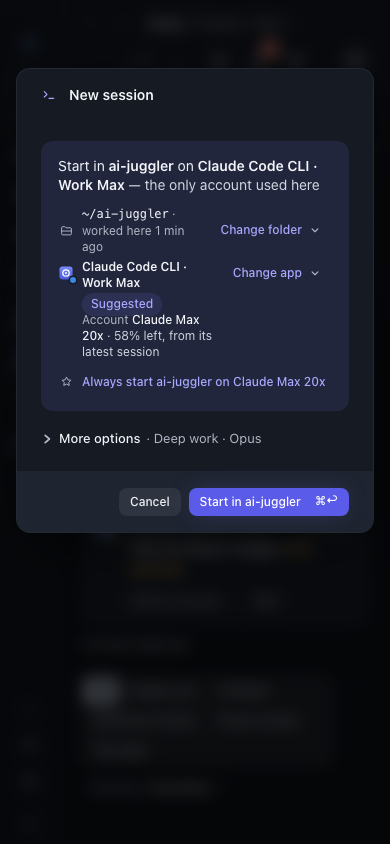 New session
Start in ai-juggler on Claude Code CLI ·
Work Max — the only account used here
~/ai-juggler ·
worked here 1 min
ago
Change folder
Claude Code CLI ·
Work Max
Change app
Suggested
Account Claude Max
20x · 58% left, from its
latest session
Always start ai-juggler on Claude Max 20x
More options · Deep work · Opus
Cancel
Start in ai-juggler ⌘↩